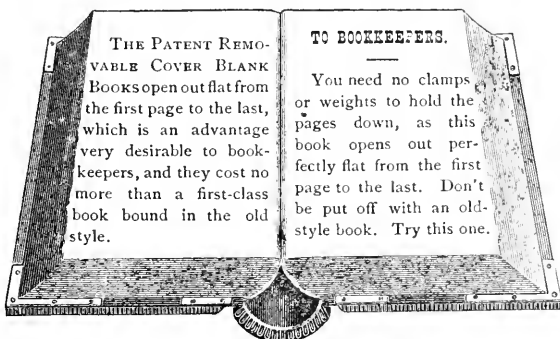 THE PATENT REMO-
VABLE COVER BLANK
BOOKS open out flat from
the first page to the last,
which is an advantage
very desirable to book-
keepers, and they cost no
more than a first-class
book bound in the old
style.
TO BOOKKEEPERS.
You need no clamps
or weights to hold the
pages down, as this
book opens out per-
fectly flat from the first
page to the last. Don't
be put off with an old-
style book. Try this one.